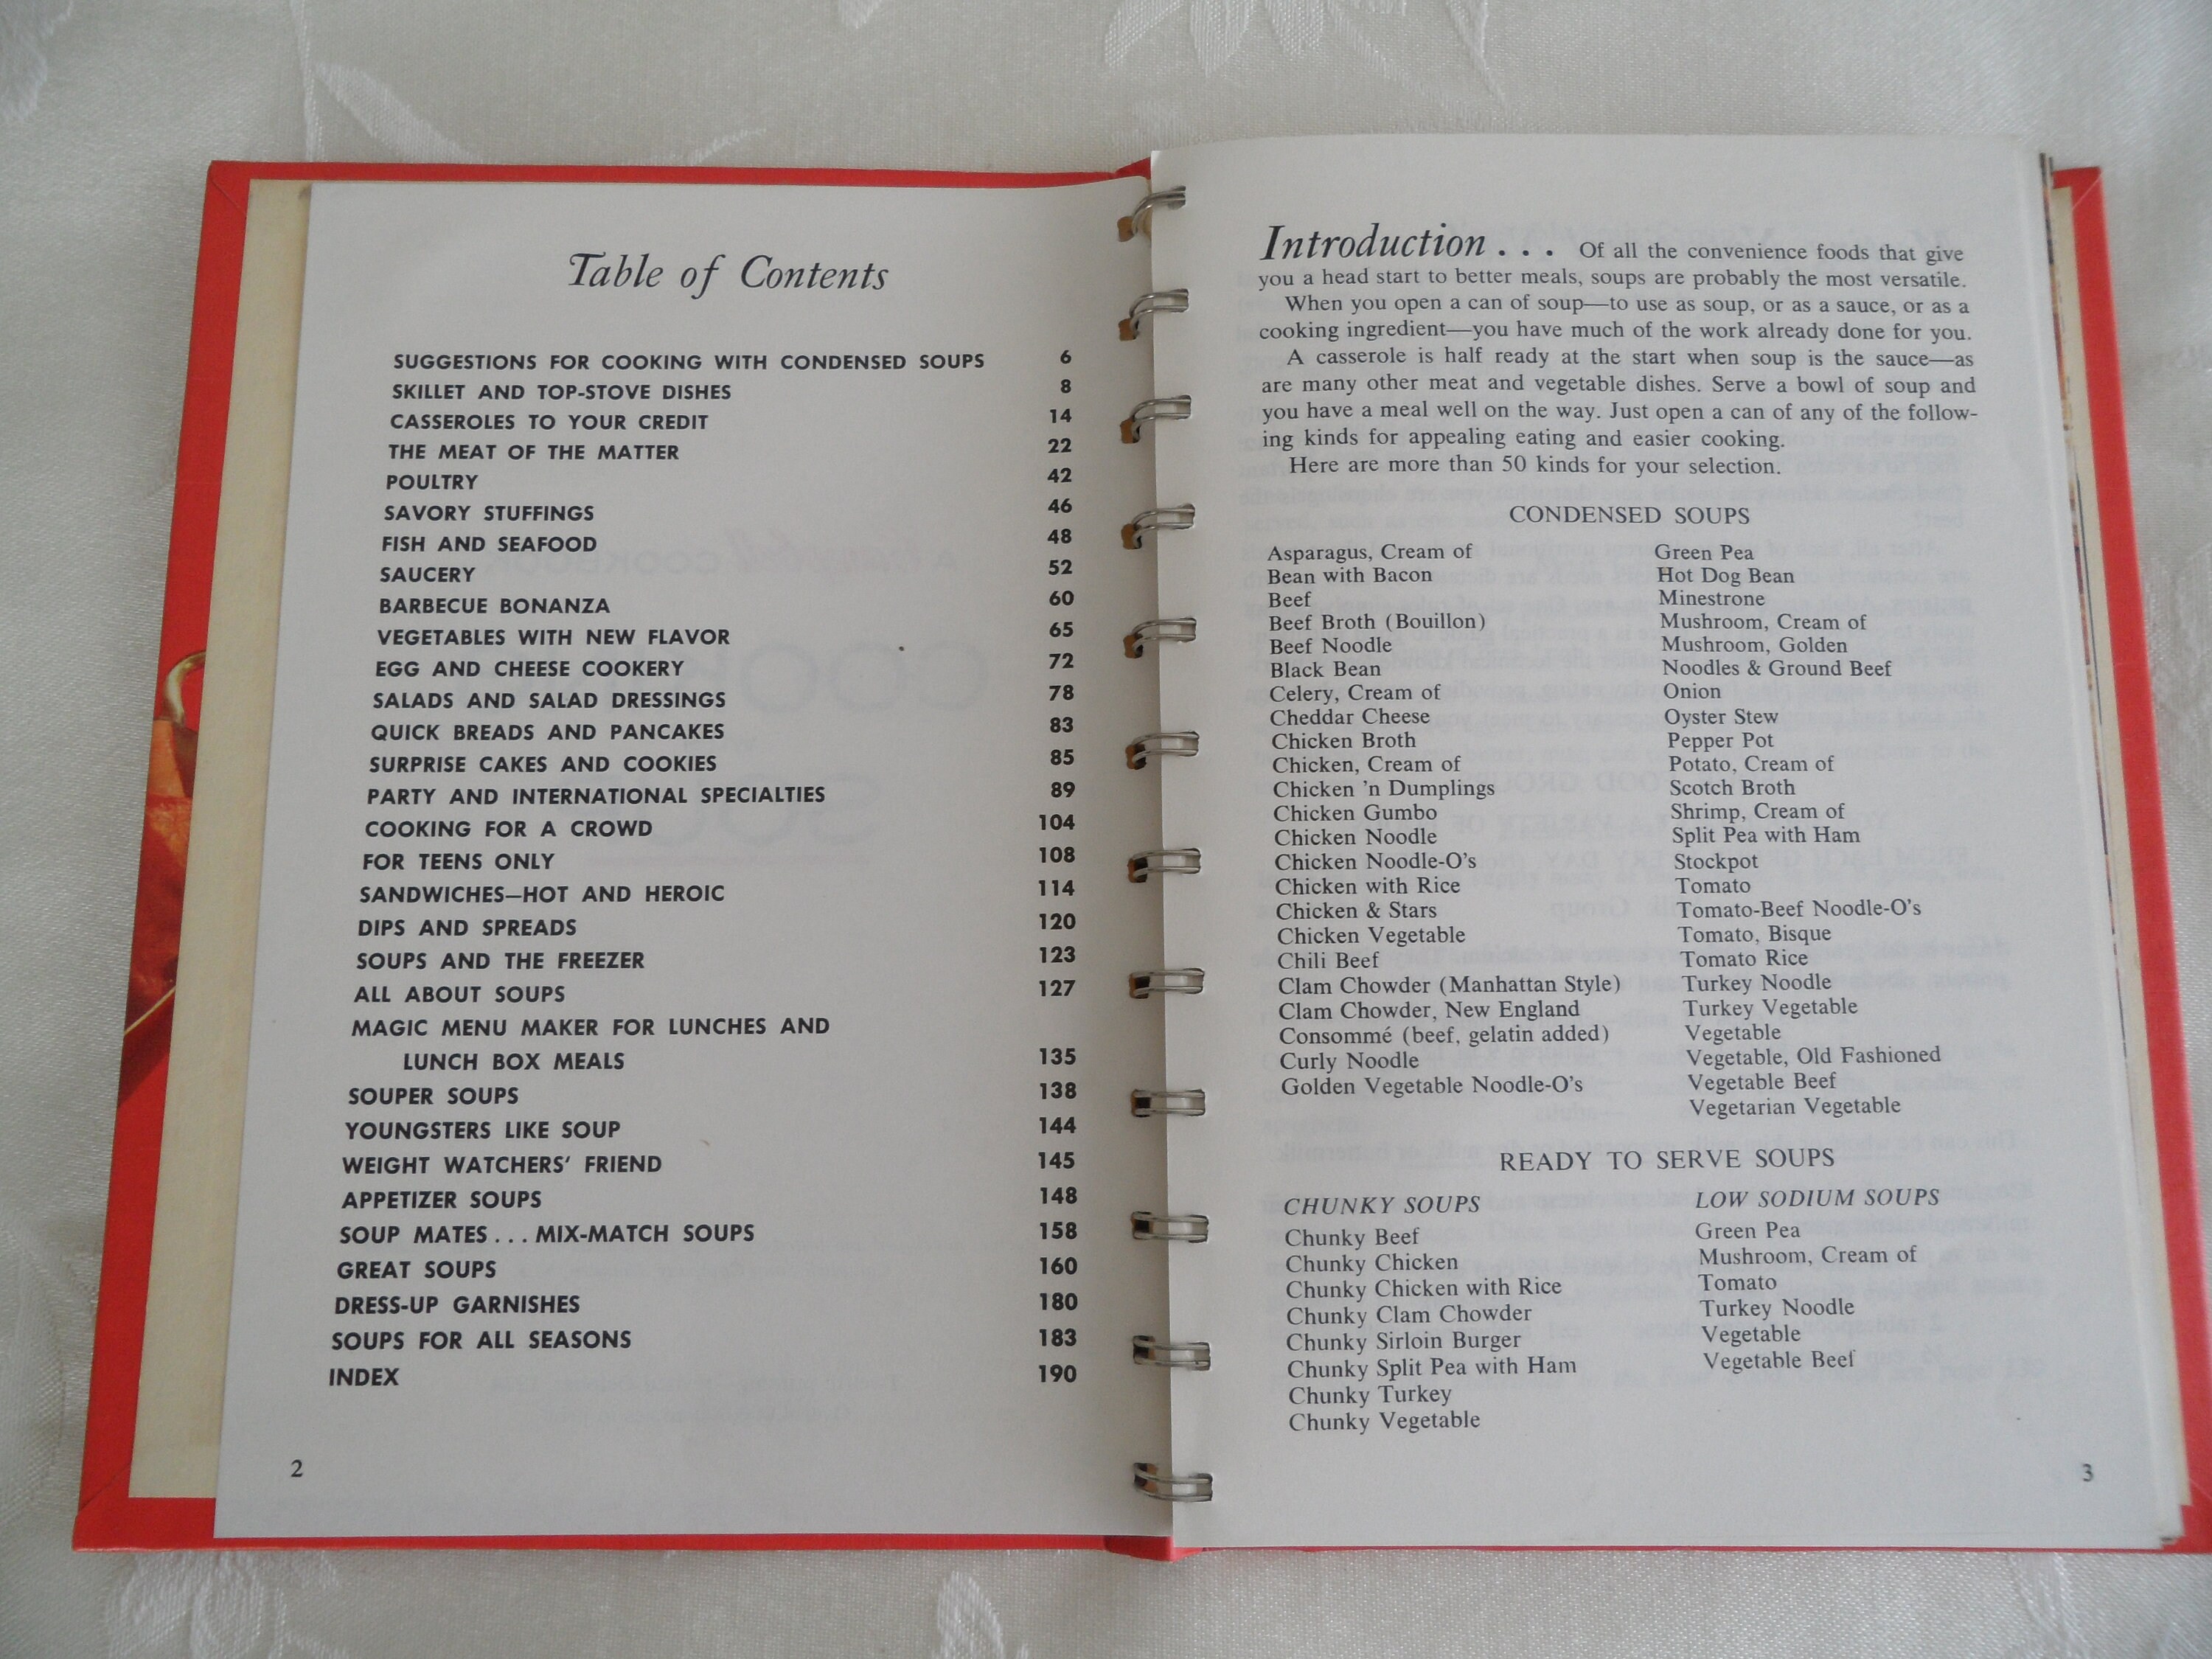 Table of Contents
SUGGESTIONS FOR COOKING WITH CONDENSED SOUPS 6
SKILLET AND TOP-STOVE DISHES 8
CASSEROLES TO YOUR CREDIT 14
THE MEAT OF THE MATTER 22
POULTRY 42
SAVORY STUFFINGS 46
FISH AND SEAFOOD 48
SAUCERY 52
BARBECUE BONANZA 60
VEGETABLES WITH NEW FLAVOR 65
EGG AND CHEESE COOKERY 72
SALADS AND SALAD DRESSINGS 78
QUICK BREADS AND PANCAKES 83
SURPRISE CAKES AND COOKIES 85
PARTY AND INTERNATIONAL SPECIALTIES 89
COOKING FOR A CROWD 104
FOR TEENS ONLY 108
SANDWICHES—HOT AND HEROIC 114
DIPS AND SPREADS 120
SOUPS AND THE FREEZER 123
ALL ABOUT SOUPS 127
MAGIC MENU MAKER FOR LUNCHES AND
LUNCH BOX MEALS 135
SOUPER SOUPS 138
YOUNGSTERS LIKE SOUP 144
WEIGHT WATCHERS' FRIEND 145
APPETIZER SOUPS 148
SOUP MATES . . . MIX-MATCH SOUPS 158
GREAT SOUPS 160
DRESS-UP GARNISHES 180
SOUPS FOR ALL SEASONS 183
INDEX 190
2
Introduction . . . Of all the convenience foods that give
you a head start to better meals, soups are probably the most versatile.
When you open a can of soup—to use as soup, or as a sauce, or as a
cooking ingredient—you have much of the work already done for you.
A casserole is half ready at the start when soup is the sauce—as
are many other meat and vegetable dishes. Serve a bowl of soup and
you have a meal well on the way. Just open a can of any of the follow-
ing kinds for appealing eating and easier cooking.
Here are more than 50 kinds for your selection.
CONDENSED SOUPS
Asparagus, Cream of
Bean with Bacon
Beef
Beef Broth (Bouillon)
Beef Noodle
Black Bean
Celery, Cream of
Cheddar Cheese
Chicken Broth
Chicken, Cream of
Chicken 'n Dumplings
Chicken Gumbo
Chicken Noodle
Chicken Noodle-O's
Chicken with Rice
Chicken & Stars
Chicken Vegetable
Chili Beef
Clam Chowder (Manhattan Style)
Clam Chowder, New England
Consommé (beef, gelatin added)
Curly Noodle
Golden Vegetable Noodle-O's
Green Pea
Hot Dog Bean
Minestrone
Mushroom, Cream of
Mushroom, Golden
Noodles & Ground Beef
Onion
Oyster Stew
Pepper Pot
Potato, Cream of
Scotch Broth
Shrimp, Cream of
Split Pea with Ham
Stockpot
Tomato
Tomato-Beef Noodle-O's
Tomato, Bisque
Tomato Rice
Turkey Noodle
Turkey Vegetable
Vegetable
Vegetable, Old Fashioned
Vegetable Beef
Vegetarian Vegetable
READY TO SERVE SOUPS
CHUNKY SOUPS
Chunky Beef
Chunky Chicken
Chunky Chicken with Rice
Chunky Clam Chowder
Chunky Sirloin Burger
Chunky Split Pea with Ham
Chunky Turkey
Chunky Vegetable
LOW SODIUM SOUPS
Green Pea
Mushroom, Cream of
Tomato
Turkey Noodle
Vegetable
Vegetable Beef
3